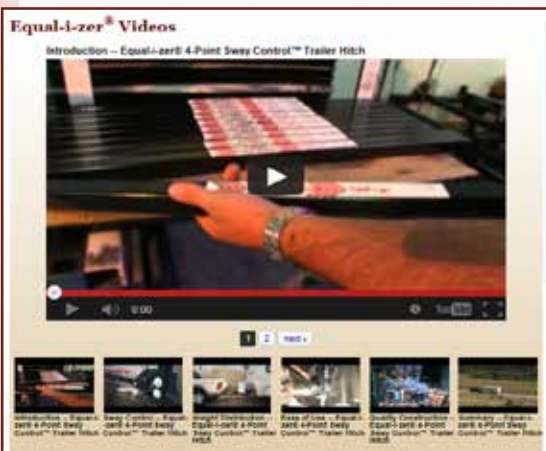 Equal-i-zer® Videos
Introduction -- Equal-i-zer® 4-Point Sway Control™ Trailer Hitch
0:00
YouTube
1 2 next »
Introduction -- Equal-i-
zer® 4-Point Sway
Control™ Trailer Hitch
Sway Control -- Equal-
i-zer® 4-Point Sway
Control™ Trailer Hitch
Weight Distribution --
Equal-i-zer® 4-Point
Sway Control™ Trailer
Hitch
Ease of Use -- Equal-i-
zer® 4-Point Sway
Control™ Trailer Hitch
Quality Construction --
Equal-i-zer® 4-Point
Sway Control™ Trailer
Hitch
Summary -- Equal-i-
zer® 4-Point Sway
Control™ Trailer Hitch